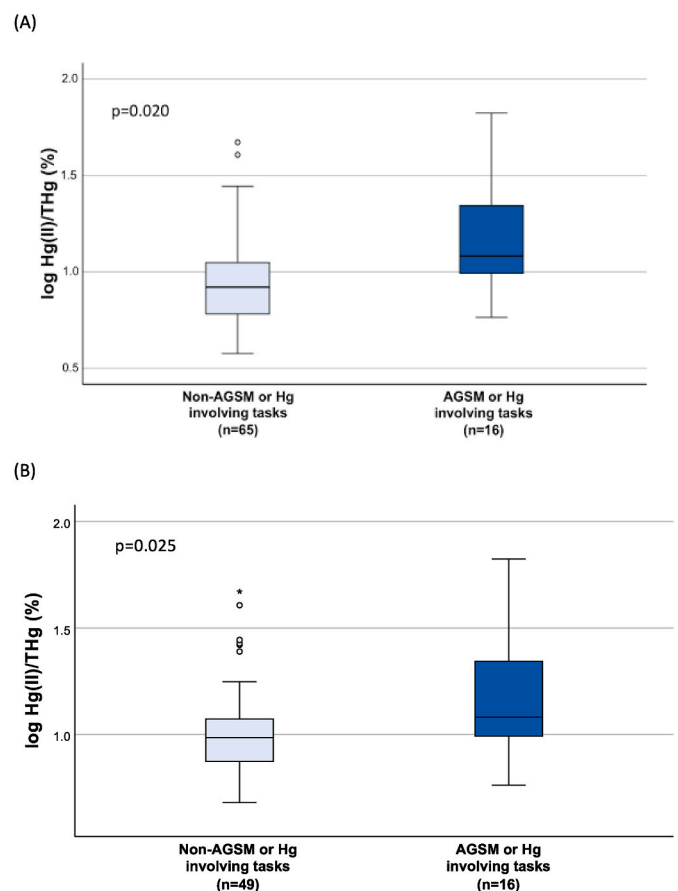 (A)
log Hg(II)/THg (%)
2.0
p=0.020
1.5
1.0
0.5
Non-AGSM or Hg
involving tasks
(n=65)
AGSM or Hg
involving tasks
(n=16)
(B)
log Hg(II)/THg (%)
2.0
p=0.025
1.5
1.0
Non-AGSM or Hg
involving tasks
(n=49)
AGSM or Hg
involving tasks
(n=16)